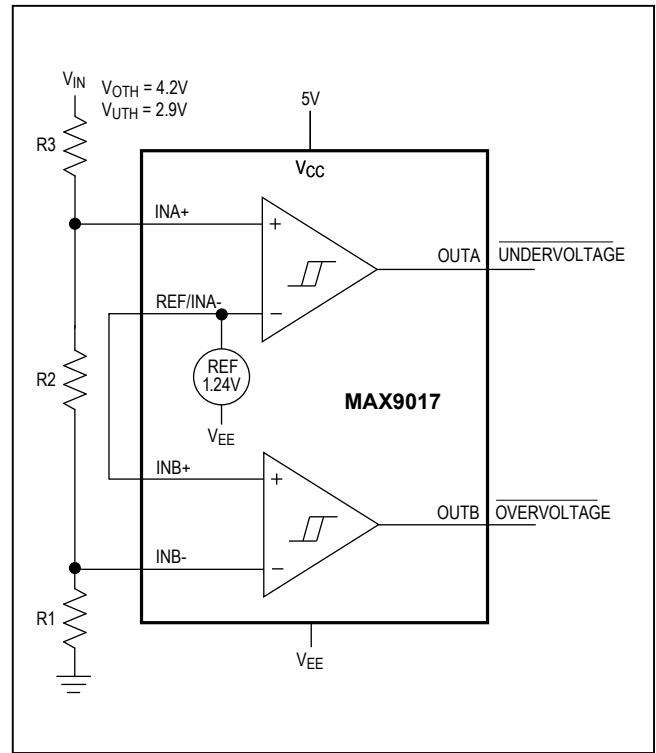 VIN
VOTH = 4.2V
VUTH = 2.9V
5V
R3
VCC
INA+
+
OUTA
UNDERVOLTAGE
REF/INA-
−
REF
1.24V
R2
MAX9017
VEE
INB+
+
OUTB
OVERVOLTAGE
INB-
−
R1
VEE